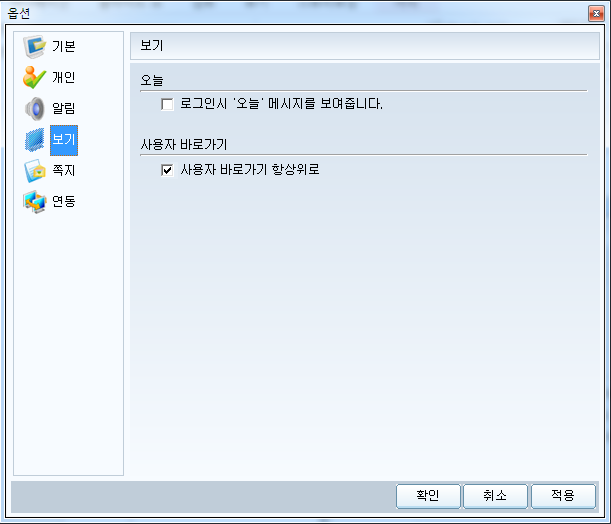 옵션
기본
개인
알림
보기
쪽지
연동
보기
오늘
로그인시 '오늘' 메시지를 보여줍니다.
사용자 바로가기
사용자 바로가기 항상위로
확인
취소
적용